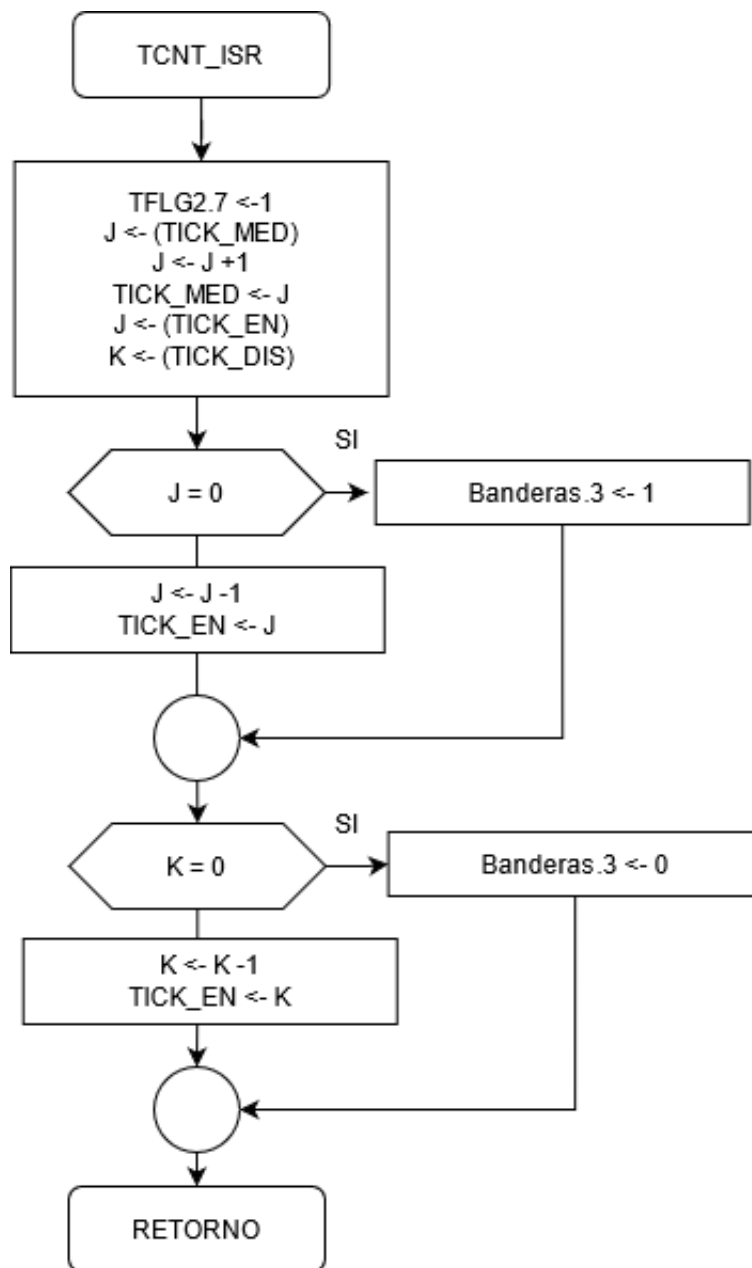 TCNT_ISR
TFLG2.7 <-1
J <- (TICK_MED)
J <- J +1
TICK_MED <- J
J <- (TICK_EN)
K <- (TICK_DIS)
SI
J = 0
Banderas.3 <- 1
J <- J -1
TICK_EN <- J
SI
K = 0
Banderas.3 <- 0
K <- K -1
TICK_EN <- K
RETORNO